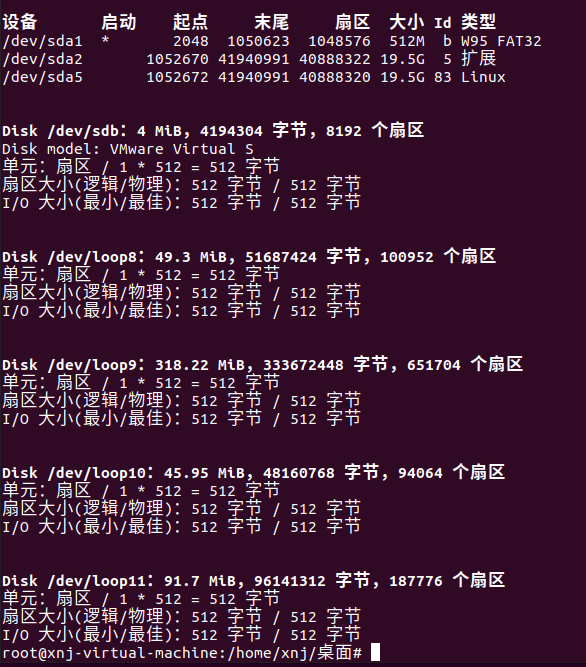 设备 启动 起点 末尾 扇区 大小 Id 类型
/dev/sda1 * 2048 1050623 1048576 512M b W95 FAT32
/dev/sda2 1052670 41940991 40888322 19.5G 5 扩展
/dev/sda5 1052672 41940991 40888320 19.5G 83 Linux
Disk /dev/sdb：4 MiB，4194304 字节，8192 个扇区
Disk model: VMware Virtual S
单元：扇区 / 1 * 512 = 512 字节
扇区大小(逻辑/物理)：512 字节 / 512 字节
I/O 大小(最小/最佳)：512 字节 / 512 字节
Disk /dev/loop8：49.3 MiB，51687424 字节，100952 个扇区
单元：扇区 / 1 * 512 = 512 字节
扇区大小(逻辑/物理)：512 字节 / 512 字节
I/O 大小(最小/最佳)：512 字节 / 512 字节
Disk /dev/loop9：318.22 MiB，333672448 字节，651704 个扇区
单元：扇区 / 1 * 512 = 512 字节
扇区大小(逻辑/物理)：512 字节 / 512 字节
I/O 大小(最小/最佳)：512 字节 / 512 字节
Disk /dev/loop10：45.95 MiB，48160768 字节，94064 个扇区
单元：扇区 / 1 * 512 = 512 字节
扇区大小(逻辑/物理)：512 字节 / 512 字节
I/O 大小(最小/最佳)：512 字节 / 512 字节
Disk /dev/loop11：91.7 MiB，96141312 字节，187776 个扇区
单元：扇区 / 1 * 512 = 512 字节
扇区大小(逻辑/物理)：512 字节 / 512 字节
I/O 大小(最小/最佳)：512 字节 / 512 字节
root@xnj-virtual-machine:/home/xnj/桌面#